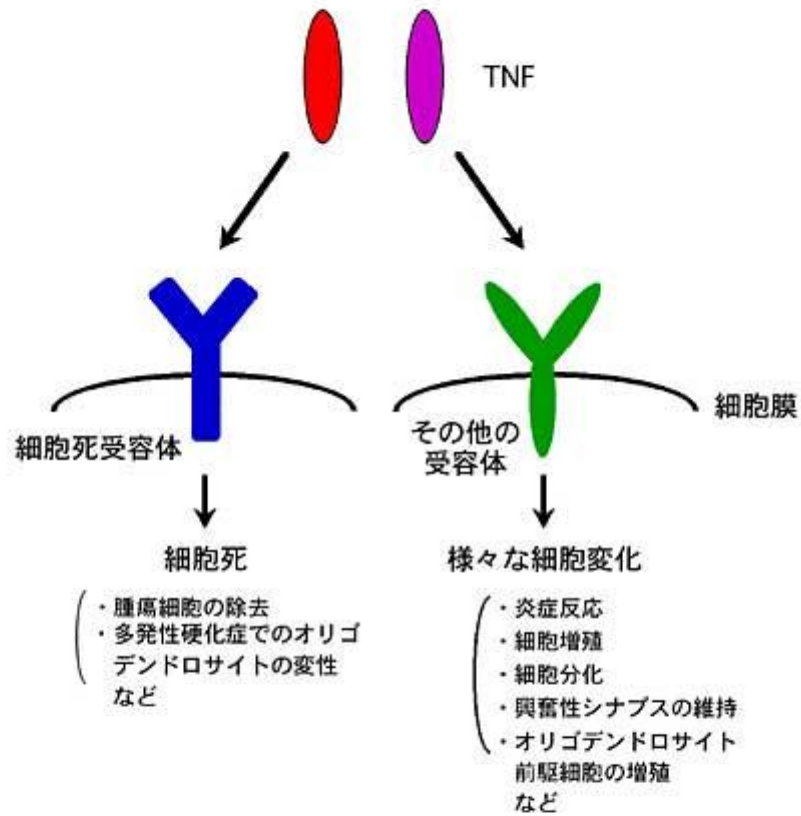 TNF
細胞膜
細胞死受容体
その他の
受容体
細胞死
・腫瘍細胞の除去
・多発性硬化症でのオリゴ
デンドロサイトの変性
など
様々な細胞変化
・炎症反応
・細胞増殖
・細胞分化
・興奮性シナプスの維持
・オリゴデンドロサイト
前駆細胞の増殖
など